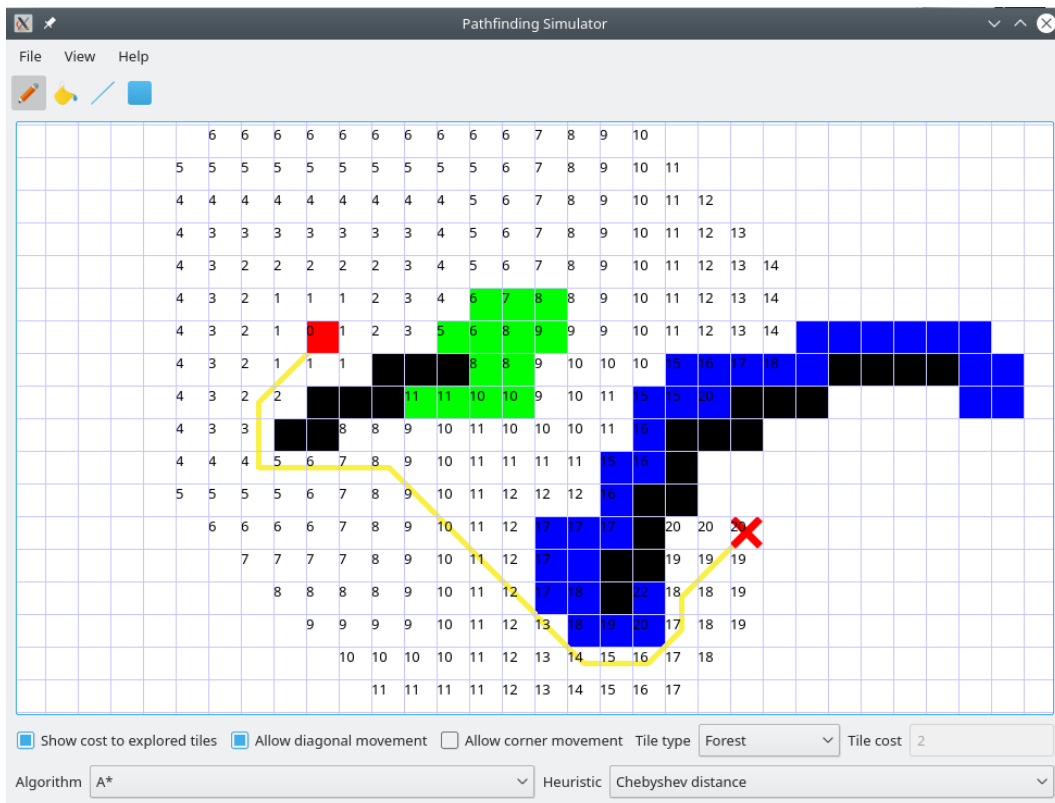 Pathfinding Simulator
File View Help
6 6 6 6 6 6 6 6 6 6 7 8 9 10
5 5 5 5 5 5 5 5 5 5 6 7 8 9 10 11
4 4 4 4 4 4 4 4 4 5 6 7 8 9 10 11 12
4 3 3 3 3 3 3 3 4 5 6 7 8 9 10 11 12 13
4 3 2 2 2 2 2 3 4 5 6 7 8 9 10 11 12 13 14
4 3 2 1 1 1 2 3 4 6 7 8 8 9 10 11 12 13 14
4 3 2 1 0 1 2 3 5 6 8 9 9 9 10 11 12 13 14
4 3 2 1 1 1 8 8 9 10 10 10 15 16 17 18
4 3 2 2 11 11 10 10 9 10 11 15 15 20
4 3 3 8 8 9 10 11 10 10 10 11 16
4 4 4 5 6 7 8 9 10 11 11 11 11 15 16
5 5 5 5 6 7 8 9 10 11 12 12 12 16
6 6 6 6 7 8 9 10 11 12 17 17 17 20 20 20
7 7 7 7 8 9 10 11 12 17 19 19 19
8 8 8 8 9 10 11 12 17 18 22 18 18 19
9 9 9 9 10 11 12 13 18 19 20 17 18 19
10 10 10 10 11 12 13 14 15 16 17 18
11 11 11 11 12 13 14 15 16 17
Show cost to explored tiles Allow diagonal movement Allow corner movement Tile type Forest Tile cost 2
Algorithm A* Heuristic Chebyshev distance